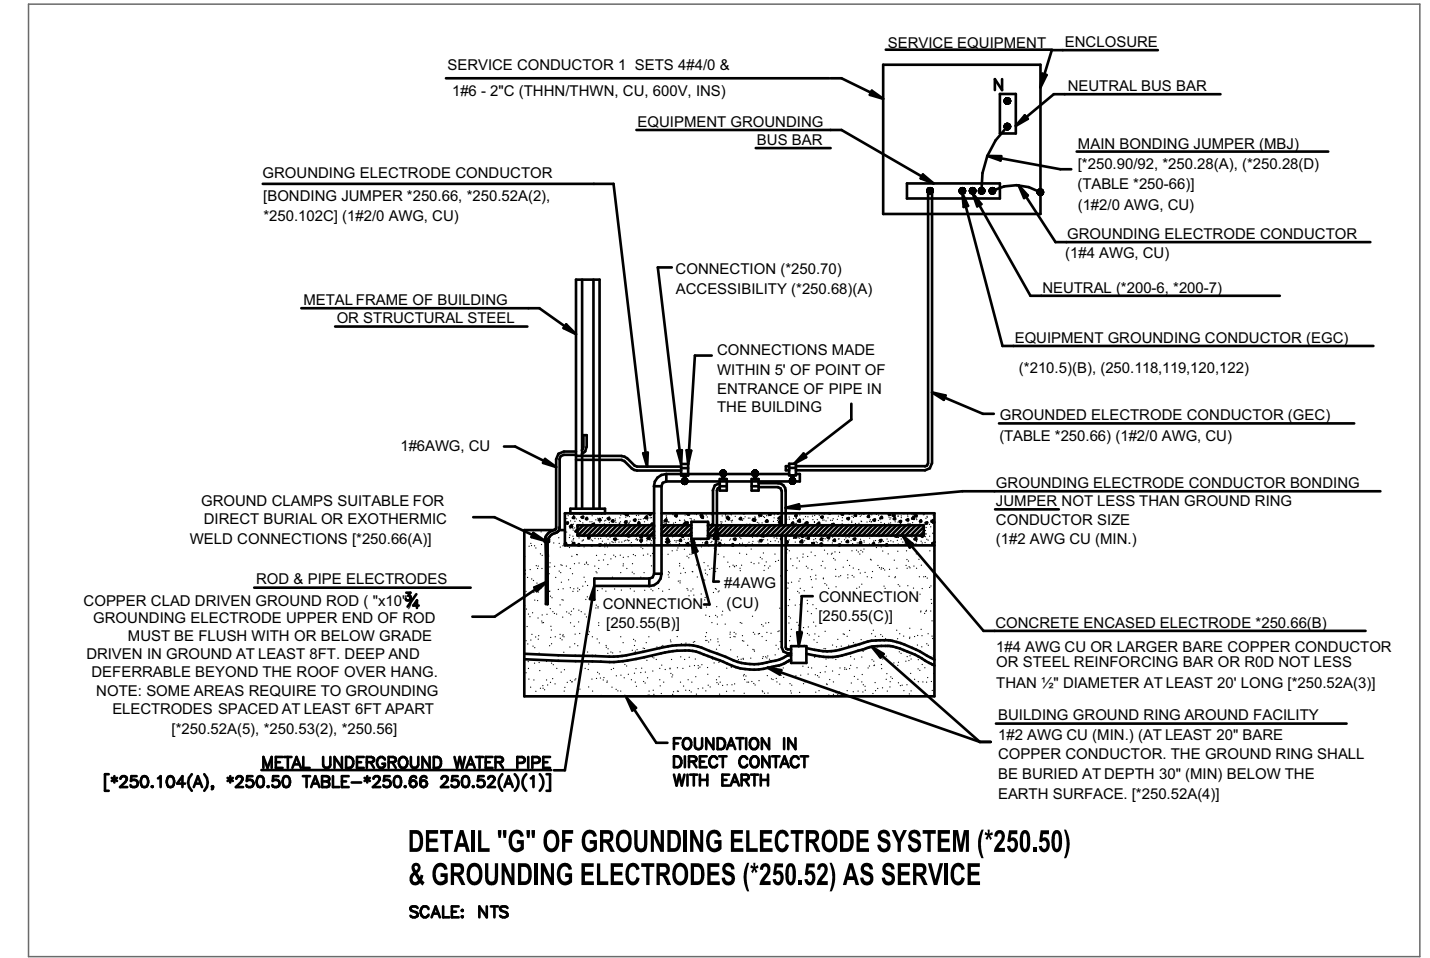 SERVICE EQUIPMENT ENCLOSURE
SERVICE CONDUCTOR 1 SETS 4#4/0 &
1#6 - 2"C (THHN/THWN, CU, 600V, INS)
N
NEUTRAL BUS BAR
EQUIPMENT GROUNDING
BUS BAR
MAIN BONDING JUMPER (MBJ)
[*250.90/92, *250.28(A), (*250.28(D)
(TABLE *250-66)]
(1#2/0 AWG, CU)
GROUNDING ELECTRODE CONDUCTOR
[BONDING JUMPER *250.66, *250.52A(2),
*250.102C] (1#2/0 AWG, CU)
GROUNDING ELECTRODE CONDUCTOR
(1#4 AWG, CU)
CONNECTION (*250.70)
ACCESSIBILITY (*250.68)(A)
NEUTRAL (*200-6, *200-7)
METAL FRAME OF BUILDING
OR STRUCTURAL STEEL
EQUIPMENT GROUNDING CONDUCTOR (EGC)
(*210.5)(B), (250.118,119,120,122)
CONNECTIONS MADE
WITHIN 5' OF POINT OF
ENTRANCE OF PIPE IN
THE BUILDING
GROUNDED ELECTRODE CONDUCTOR (GEC)
(TABLE *250.66) (1#2/0 AWG, CU)
1#6AWG, CU
GROUNDING ELECTRODE CONDUCTOR BONDING
JUMPER NOT LESS THAN GROUND RING
CONDUCTOR SIZE
(1#2 AWG CU (MIN.)
GROUND CLAMPS SUITABLE FOR
DIRECT BURIAL OR EXOTHERMIC
WELD CONNECTIONS [*250.66(A)]
ROD & PIPE ELECTRODES
COPPER CLAD DRIVEN GROUND ROD ( "x10' 3/4
GROUNDING ELECTRODE UPPER END OF ROD
MUST BE FLUSH WITH OR BELOW GRADE
DRIVEN IN GROUND AT LEAST 8FT. DEEP AND
DEFERRABLE BEYOND THE ROOF OVER HANG.
NOTE: SOME AREAS REQUIRE TO GROUNDING
ELECTRODES SPACED AT LEAST 6FT APART
[*250.52A(5), *250.53(2), *250.56]
CONNECTION
[250.55(B)]
#4AWG
(CU)
CONNECTION
[250.55(C)]
CONCRETE ENCASED ELECTRODE *250.66(B)
1#4 AWG CU OR LARGER BARE COPPER CONDUCTOR
OR STEEL REINFORCING BAR OR R0D NOT LESS
THAN ½" DIAMETER AT LEAST 20' LONG [*250.52A(3)]
BUILDING GROUND RING AROUND FACILITY
1#2 AWG CU (MIN.) (AT LEAST 20" BARE
COPPER CONDUCTOR. THE GROUND RING SHALL
BE BURIED AT DEPTH 30" (MIN) BELOW THE
EARTH SURFACE. [*250.52A(4)]
METAL UNDERGROUND WATER PIPE
[*250.104(A), *250.50 TABLE-*250.66 250.52(A)(1)]
FOUNDATION IN
DIRECT CONTACT
WITH EARTH
DETAIL "G" OF GROUNDING ELECTRODE SYSTEM (*250.50)
& GROUNDING ELECTRODES (*250.52) AS SERVICE
SCALE: NTS